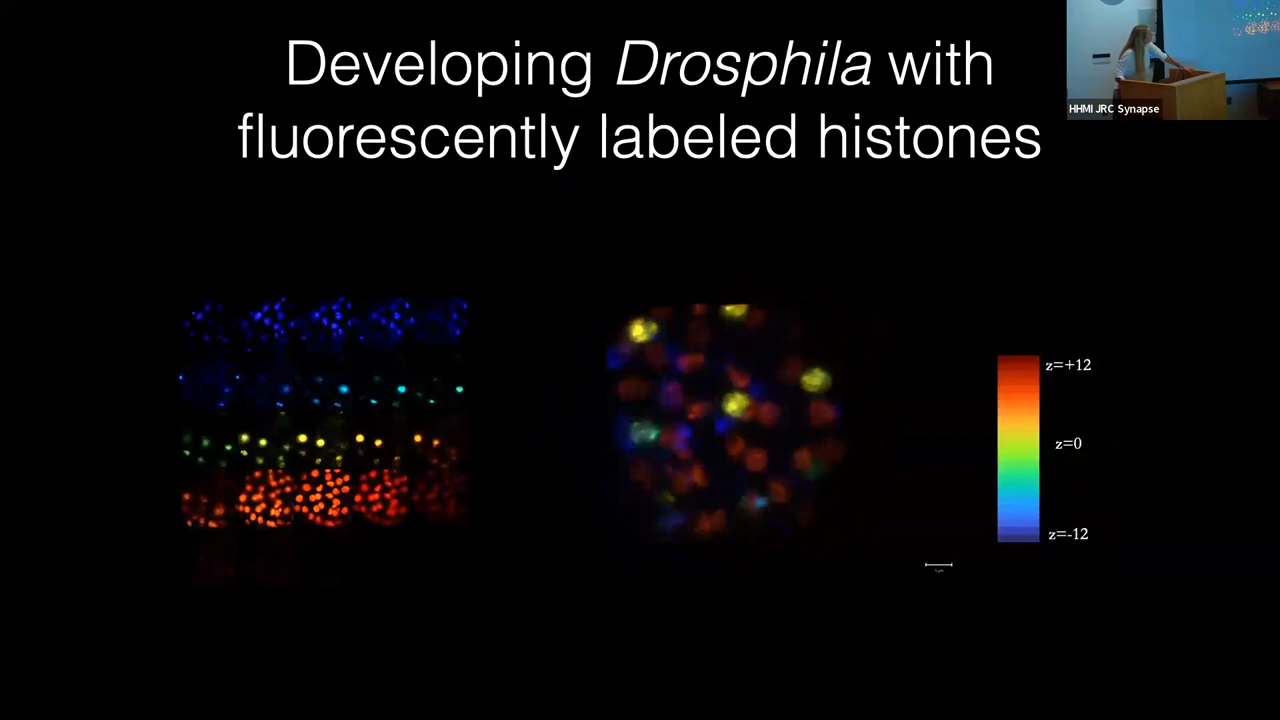 Developing Drosphila with
fluorescently labeled histones
HHMI JRC Synapse
z=+12
z=0
z=-12